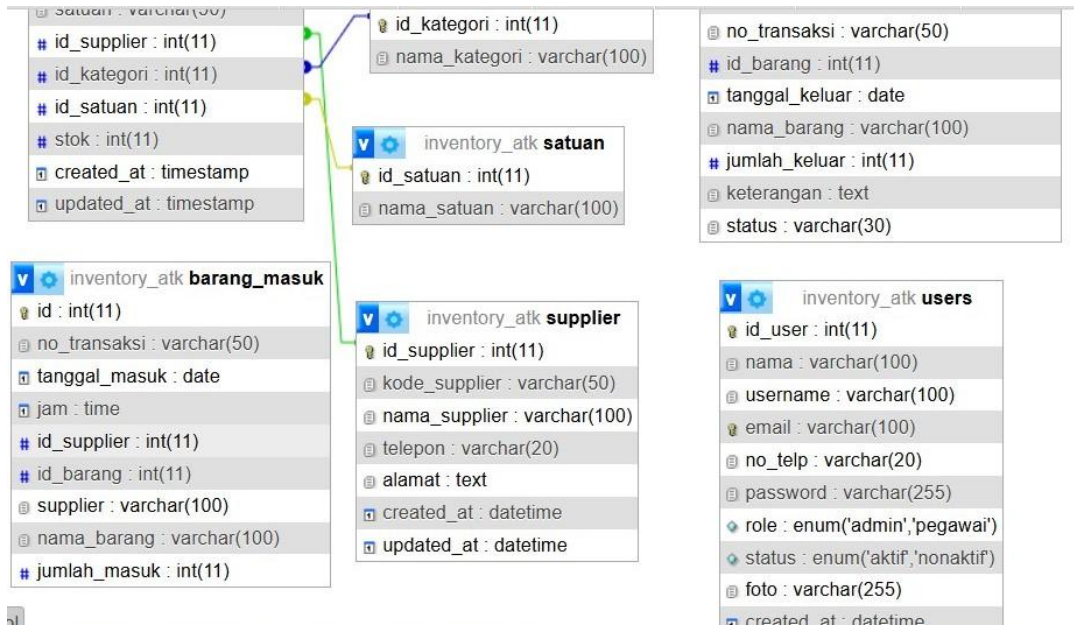 satuan : varchar(50)
# id_supplier : int(11)
# id_kategori : int(11)
# id_satuan : int(11)
# stok : int(11)
created_at : timestamp
updated_at : timestamp
id_kategori : int(11)
nama_kategori : varchar(100)
v inventory_atk satuan
id_satuan : int(11)
nama_satuan : varchar(100)
no_transaksi : varchar(50)
# id_barang : int(11)
tanggal_keluar : date
nama_barang : varchar(100)
# jumlah_keluar : int(11)
keterangan : text
status : varchar(30)
v inventory_atk barang_masuk
id : int(11)
no_transaksi : varchar(50)
tanggal_masuk : date
jam : time
# id_supplier : int(11)
# id_barang : int(11)
supplier : varchar(100)
nama_barang : varchar(100)
# jumlah_masuk : int(11)
v inventory_atk supplier
id_supplier : int(11)
kode_supplier : varchar(50)
nama_supplier : varchar(100)
telepon : varchar(20)
alamat : text
created_at : datetime
updated_at : datetime
v inventory_atk users
id_user : int(11)
nama : varchar(100)
username : varchar(100)
email : varchar(100)
no_telp : varchar(20)
password : varchar(255)
role : enum('admin','pegawai')
status : enum('aktif','nonaktif')
foto : varchar(255)
created_at : datetime